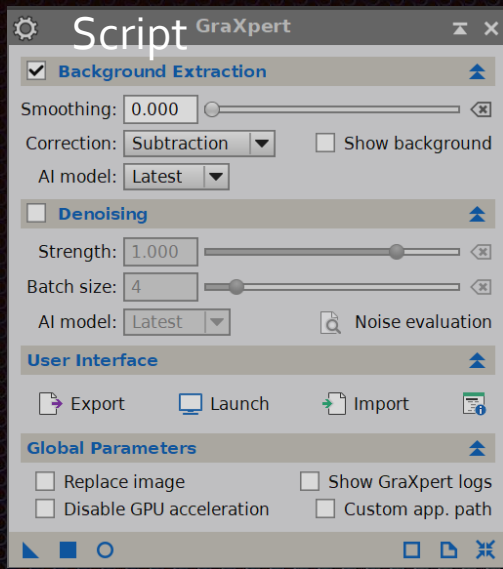 Script GraXpert
Background Extraction
Smoothing: 0.000
Correction: Subtraction Show background
AI model: Latest
Denoising
Strength: 1.000
Batch size: 4
AI model: Latest Noise evaluation
User Interface
Export Launch Import
Global Parameters
Replace image Show GraXpert logs
Disable GPU acceleration Custom app. path